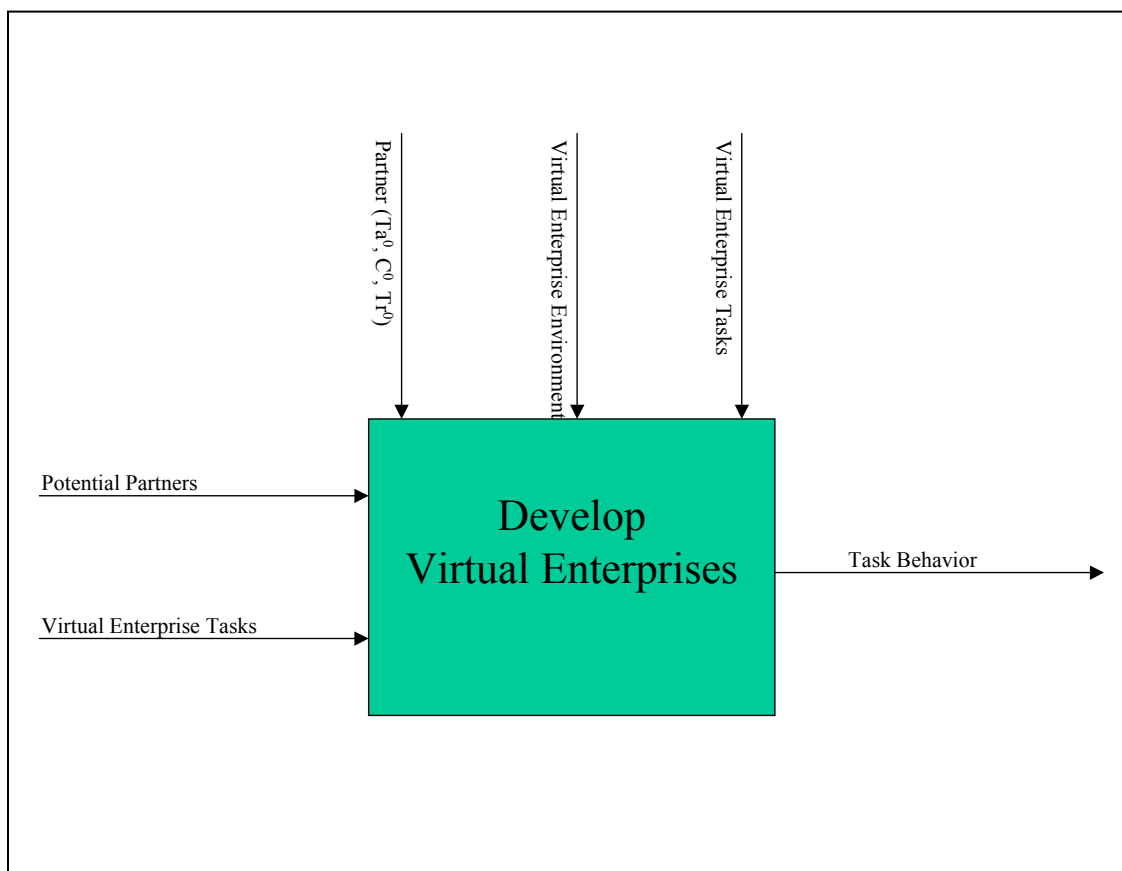 Partner (Ta⁰, C⁰, Tr⁰)
Virtual Enterprise Environment
Virtual Enterprise Tasks
Potential Partners
Virtual Enterprise Tasks
Develop
Virtual Enterprises
Task Behavior